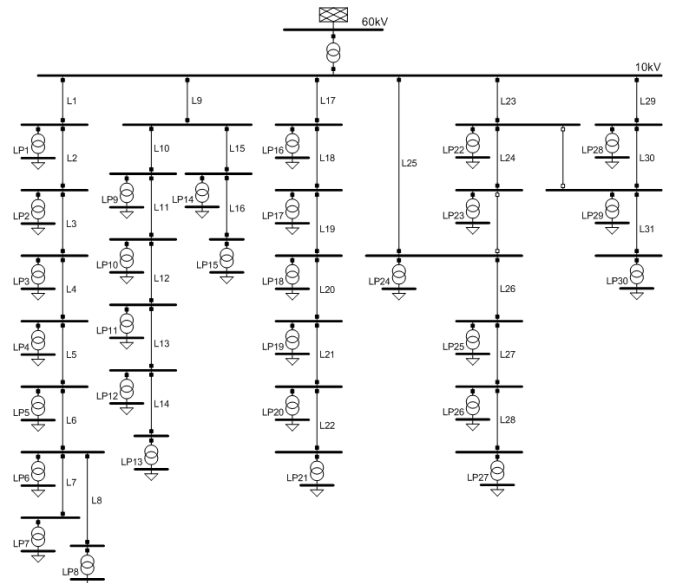 60kV
10kV
L1 L9 L17 L23 L29
LP1 L2 L10 L15 LP16 L18 L25 LP22 L24 LP28 L30
LP2 L3 LP9 L11 LP14 L16 LP17 L19 LP23 LP29 L31
LP3 L4 LP10 L12 LP15 LP18 L20 LP24 L26 LP30
LP4 L5 LP11 L13 LP19 L21 LP25 L27
LP5 L6 LP12 L14 LP20 L22 LP26 L28
LP6 L7 L8 LP13 LP21 LP27
LP7 LP8